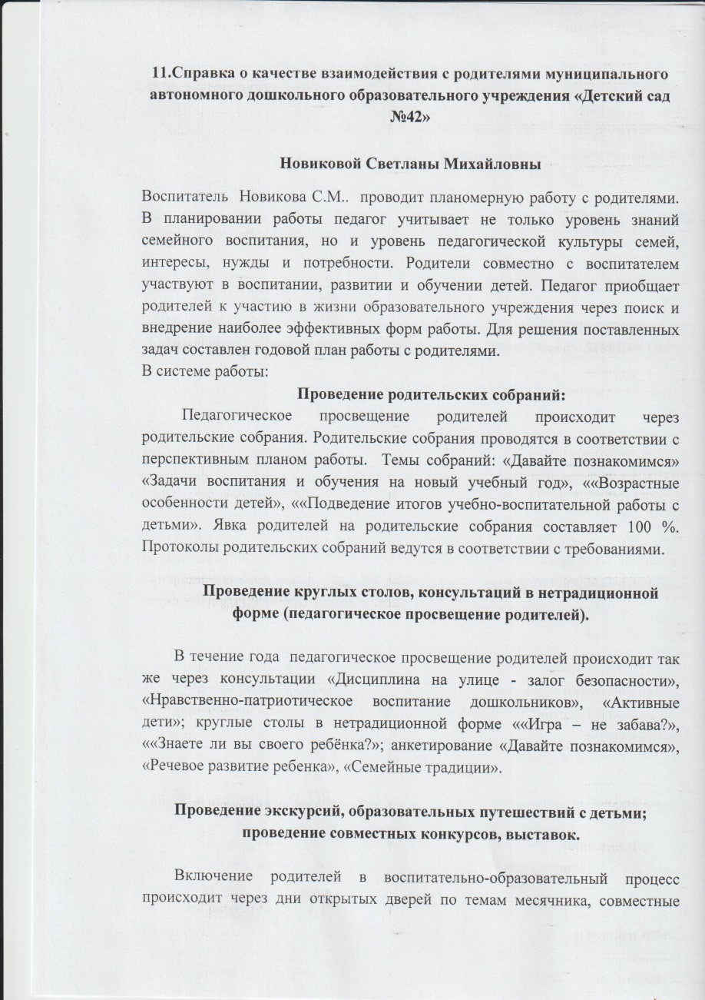 11.Справка о качестве взаимодействия с родителями муниципального
автономного дошкольного образовательного учреждения «Детский сад
№42»
Новиковой Светланы Михайловны
Воспитатель Новикова С.М.. проводит планомерную работу с родителями.
В планировании работы педагог учитывает не только уровень знаний
семейного воспитания, но и уровень педагогической культуры семей,
интересы, нужды и потребности. Родители совместно с воспитателем
участвуют в воспитании, развитии и обучении детей. Педагог приобщает
родителей к участию в жизни образовательного учреждения через поиск и
внедрение наиболее эффективных форм работы. Для решения поставленных
задач составлен годовой план работы с родителями.
В системе работы:
Проведение родительских собраний:
Педагогическое просвещение родителей происходит через
родительские собрания. Родительские собрания проводятся в соответствии с
перспективным планом работы. Темы собраний: «Давайте познакомимся»
«Задачи воспитания и обучения на новый учебный год», ««Возрастные
особенности детей», ««Подведение итогов учебно-воспитательной работы с
детьми». Явка родителей на родительские собрания составляет 100 %.
Протоколы родительских собраний ведутся в соответствии с требованиями.
Проведение круглых столов, консультаций в нетрадиционной
форме (педагогическое просвещение родителей).
В течение года педагогическое просвещение родителей происходит так
же через консультации «Дисциплина на улице - залог безопасности»,
«Нравственно-патриотическое воспитание дошкольников», «Активные
дети»; круглые столы в нетрадиционной форме ««Игра – не забава?»,
««Знаете ли вы своего ребёнка?»; анкетирование «Давайте познакомимся»,
«Речевое развитие ребенка», «Семейные традиции».
Проведение экскурсий, образовательных путешествий с детьми;
проведение совместных конкурсов, выставок.
Включение родителей в воспитательно-образовательный процесс
происходит через дни открытых дверей по темам месячника, совместные